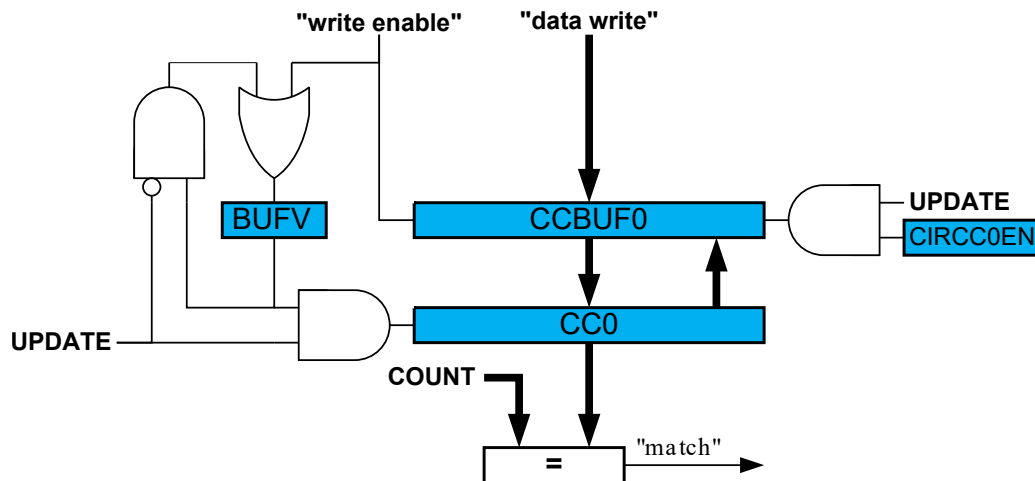 "write enable"
"data write"
BUFV
CCBUF0
UPDATE
CIRCC0EN
UPDATE
CC0
COUNT
=
"match"